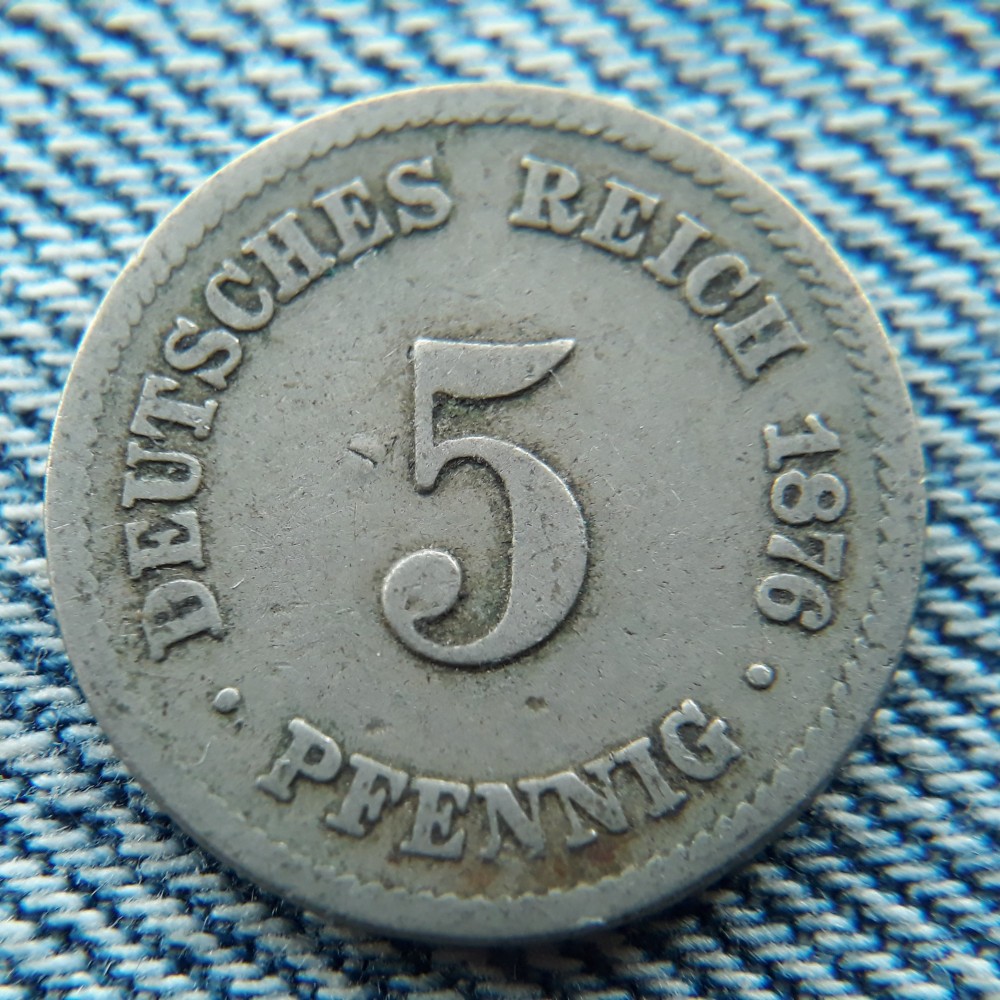 DEUTSCHES REICH 1876
5
· PFENNIG ·